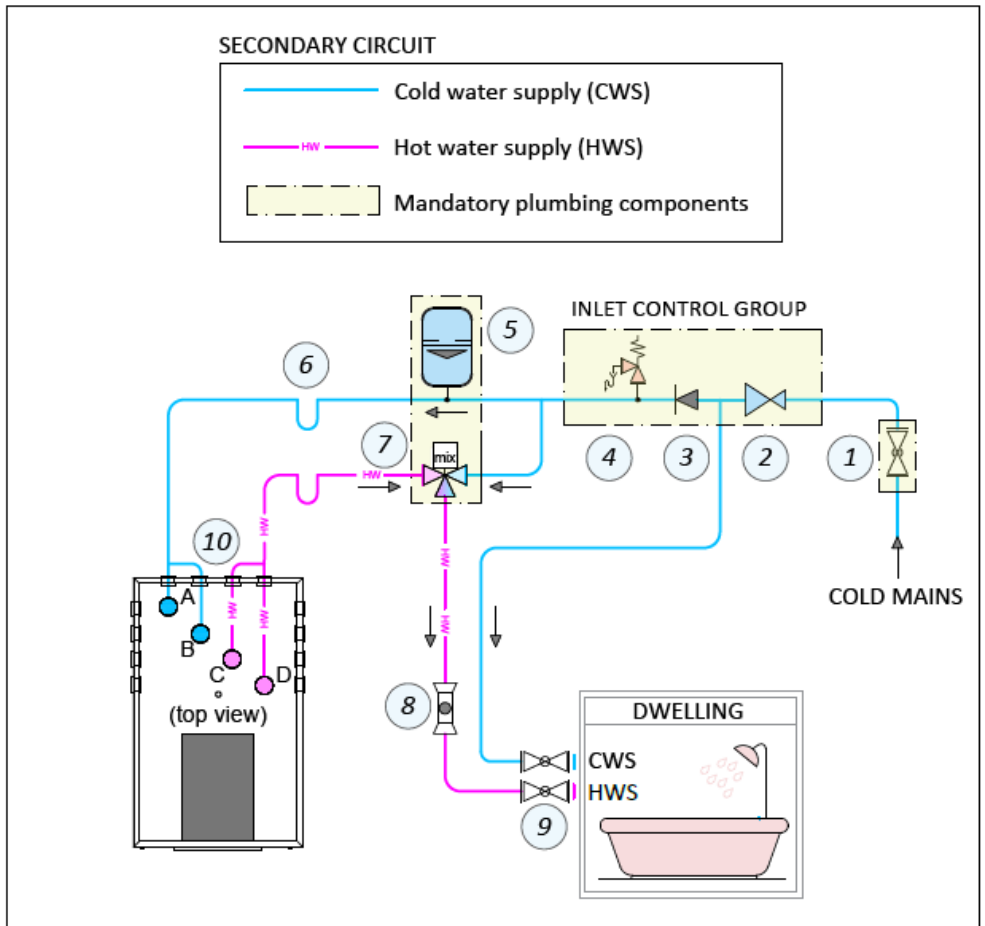 SECONDARY CIRCUIT
Cold water supply (CWS)
HW
Hot water supply (HWS)
Mandatory plumbing components
5
INLET CONTROL GROUP
6
7
mix
HW
4
3
2
1
HW
10
HW
COLD MAINS
A
HW
HW
HW
B
C
D
(top view)
8
DWELLING
CWS
HWS
9